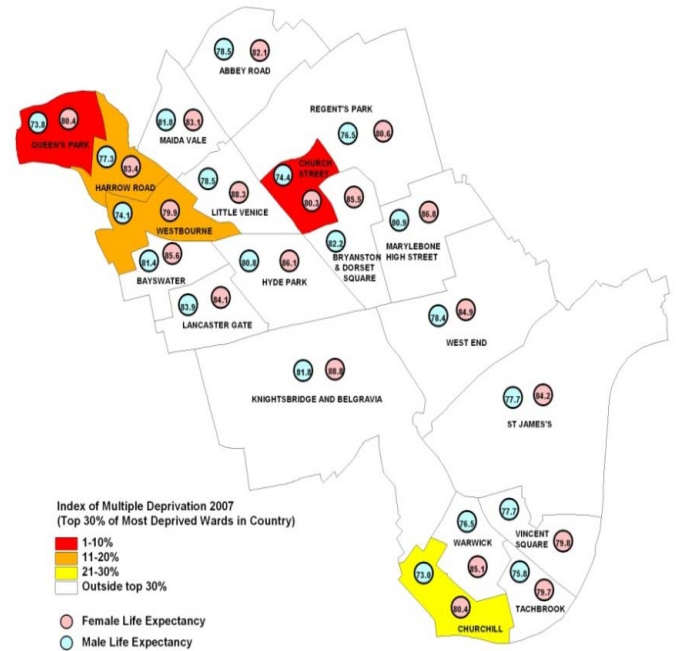 78.5 82.1
ABBEY ROAD
REGENT'S PARK
76.5 80.6
73.8 80.4
QUEEN'S PARK
81.8 83.1
MAIDA VALE
77.3 83.4
HARROW ROAD
78.5 88.3
LITTLE VENICE
CHURCH
STREET
74.4
80.3
85.5
82.2
BRYANSTON
& DORSET
SQUARE
80.9 86.8
MARYLEBONE
HIGH STREET
74.1 79.9
WESTBOURNE
81.4 85.6
BAYSWATER
80.8 86.1
HYDE PARK
83.9 84.1
LANCASTER GATE
78.4 84.9
WEST END
81.8 88.8
KNIGHTSBRIDGE AND BELGRAVIA
77.7 84.2
ST JAMES'S
Index of Multiple Deprivation 2007
(Top 30% of Most Deprived Wards in Country)
1-10%
11-20%
21-30%
Outside top 30%
Female Life Expectancy
Male Life Expectancy
76.5
WARWICK
85.1
77.7
VINCENT
SQUARE
79.8
75.8
79.7
TACHBROOK
73.0
80.4
CHURCHILL